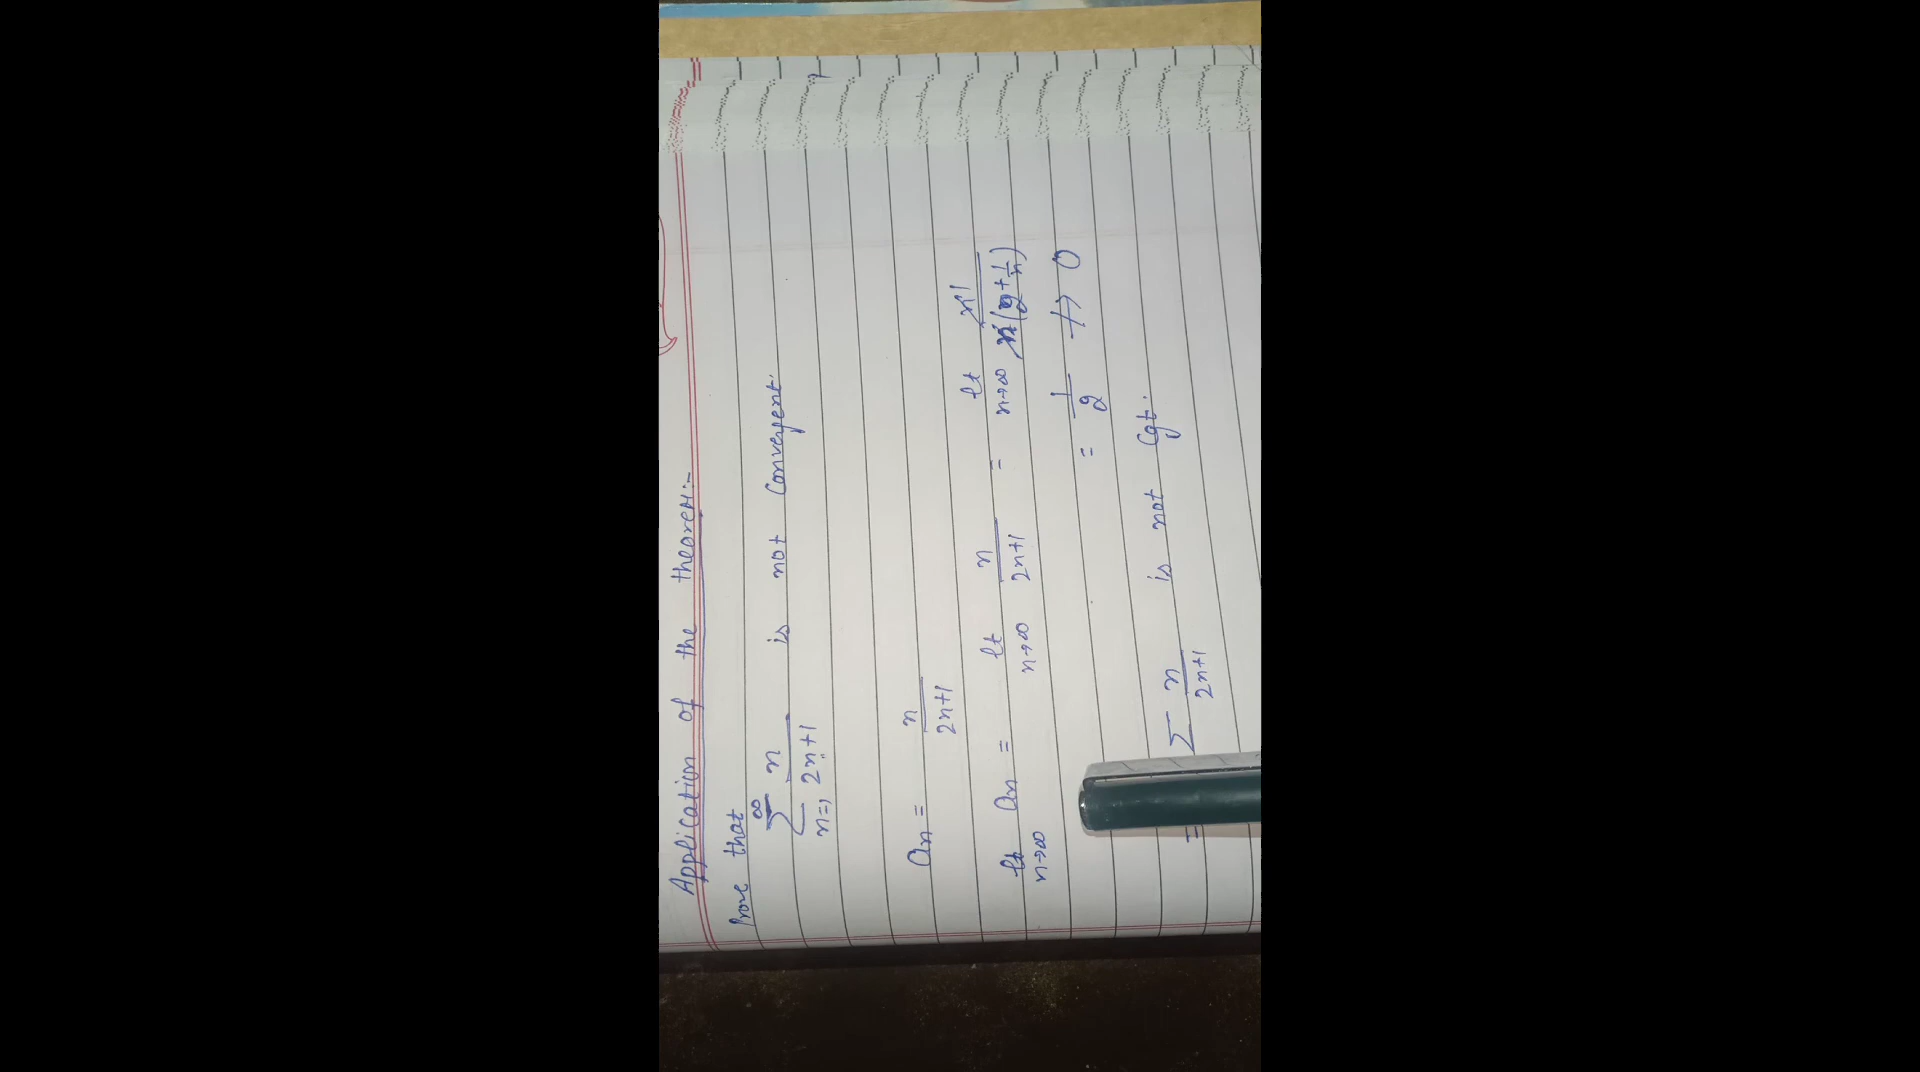 Application of the theorem:-
Prove that
∞ ∑ n=1 n/2n+1 is not Convergent.
an = n/2n+1
lt n→∞ an = lt n→∞ n/2n+1 = lt n→∞ n1/n(2+1/n)
= 1/2 ↛ 0
= ∑ n/2n+1 is not Cgt.